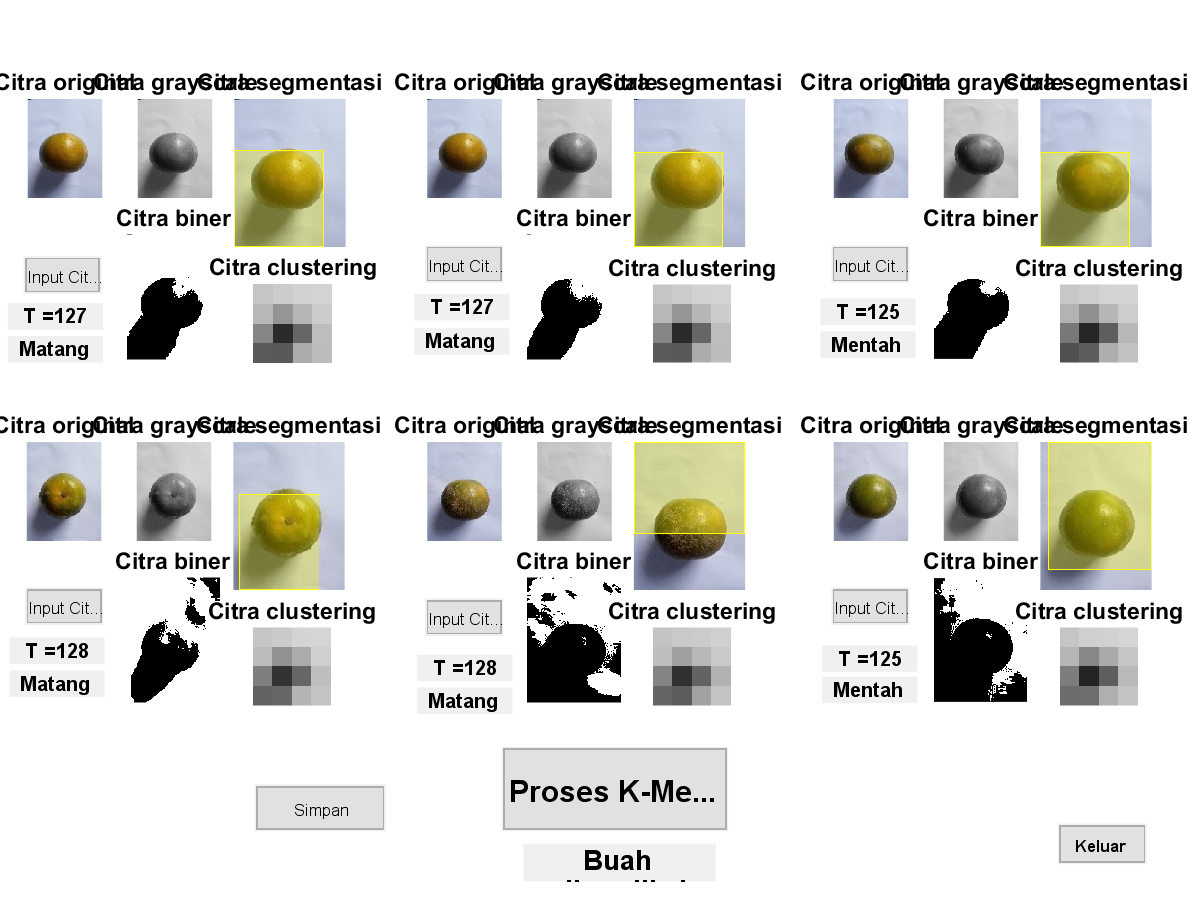 Citra original Citra grayscale Citra segmentasi
Citra original Citra grayscale Citra segmentasi
Citra original Citra grayscale Citra segmentasi
Citra biner
Citra biner
Citra biner
Input Cit...
Citra clustering
Input Cit...
Citra clustering
Input Cit...
Citra clustering
T =127
Matang
T =127
Matang
T =125
Mentah
Citra original Citra grayscale Citra segmentasi
Citra original Citra grayscale Citra segmentasi
Citra original Citra grayscale Citra segmentasi
Citra biner
Citra biner
Citra biner
Input Cit...
Citra clustering
Input Cit...
Citra clustering
Input Cit...
Citra clustering
T =128
Matang
T =128
Matang
T =125
Mentah
Proses K-Me...
Simpan
Keluar
Buah